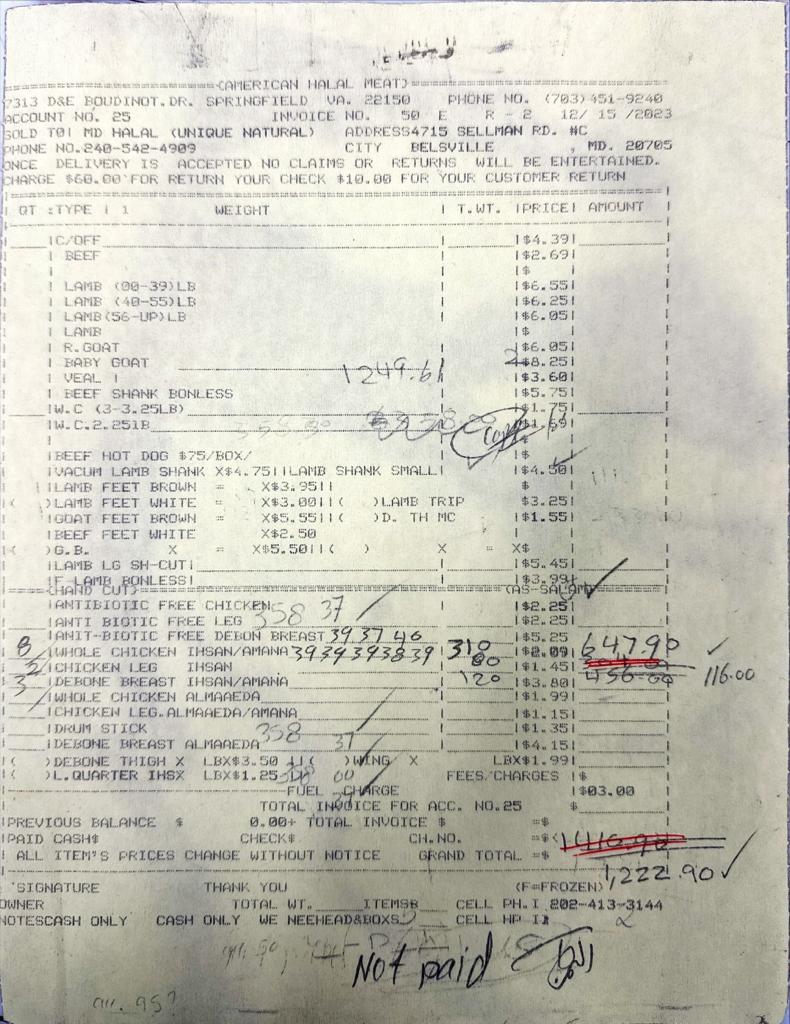 (AMERICAN HALAL MEAT)
7313 D&E BOUDINOT.DR. SPRINGFIELD VA. 22150 PHONE NO. (703)451-9240
ACCOUNT NO. 25 INVOICE NO. 50 E R - 2 12/ 15 /2023
SOLD TO! MD HALAL (UNIQUE NATURAL) ADDRESS4715 SELLMAN RD. #C
PHONE NO.240-542-4909 CITY BELSVILLE , MD. 20705
ONCE DELIVERY IS ACCEPTED NO CLAIMS OR RETURNS WILL BE ENTERTAINED.
CHARGE $60.00 FOR RETURN YOUR CHECK $10.00 FOR YOUR CUSTOMER RETURN
QT :TYPE | 1 WEIGHT | T.WT. |PRICE| AMOUNT
|C/OFF |$4.39|
| BEEF |$2.69|
|$
| LAMB (00-39)LB |$6.55|
| LAMB (40-55)LB |$6.25|
| LAMB(56-UP)LB |$6.05|
| LAMB |$
| R.GOAT |$6.05|
| BABY GOAT |$8.25|
| VEAL | 1249.61 |$3.60|
| BEEF SHANK BONLESS |$5.75|
|W.C (3-3.25LB) |$1.75|
|W.C.2.25lB |$1.69|
|$
|BEEF HOT DOG $75/BOX/ |$
|VACUM LAMB SHANK X$4.75||LAMB SHANK SMALL| |$4.50|
|LAMB FEET BROWN = X$3.95|| |$
( )LAMB FEET WHITE = X$3.00||( )LAMB TRIP |$3.25|
|GOAT FEET BROWN = X$5.55||( )D. TH MC |$1.55|
|BEEF FEET WHITE X$2.50
( )G.B. X = X$5.50||( ) X = X$
|LAMB LG SH-CUT| |$5.45|
|F LAMB BONLESS| |$3.99|
(HAND CUT) (AS-SALAM)
|ANTIBIOTIC FREE CHICKEN |$2.25|
|ANTI BIOTIC FREE LEG 358 37 |$2.25|
|ANIT-BIOTIC FREE DEBON BREAST 39 37 46 |$5.25
8 |WHOLE CHICKEN IHSAN/AMANA 39 39 39 38 39 310 |$2.09| 647.90
2 |CHICKEN LEG IHSAN 80 |$1.45| 116.00
3 |DEBONE BREAST IHSAN/AMANA 120 |$3.80| 456.00
|WHOLE CHICKEN ALMAAEDA |$1.99|
|CHICKEN LEG.ALMAAEDA/AMANA |$1.15|
|DRUM STICK |$1.35|
|DEBONE BREAST ALMAAEDA 358 37 |$4.15|
( )DEBONE THIGH X LBX$3.50 ||( )WING X LBX$1.99|
( )L.QUARTER IHSX LBX$1.25 FEES/CHARGES |$
FUEL CHARGE |$03.00
TOTAL INVOICE FOR ACC. NO.25 $
|PREVIOUS BALANCE $ 0.00+ TOTAL INVOICE $ =$
|PAID CASH$ CHECK$ CH.NO. =$<
| ALL ITEM'S PRICES CHANGE WITHOUT NOTICE GRAND TOTAL =$
1,222.90
'SIGNATURE THANK YOU (F=FROZEN)
OWNER TOTAL WT. ITEMSB CELL PH.I 202-413-3144
NOTESCASH ONLY CASH ONLY WE NEEHEAD&BOXS CELL HP I
Not paid